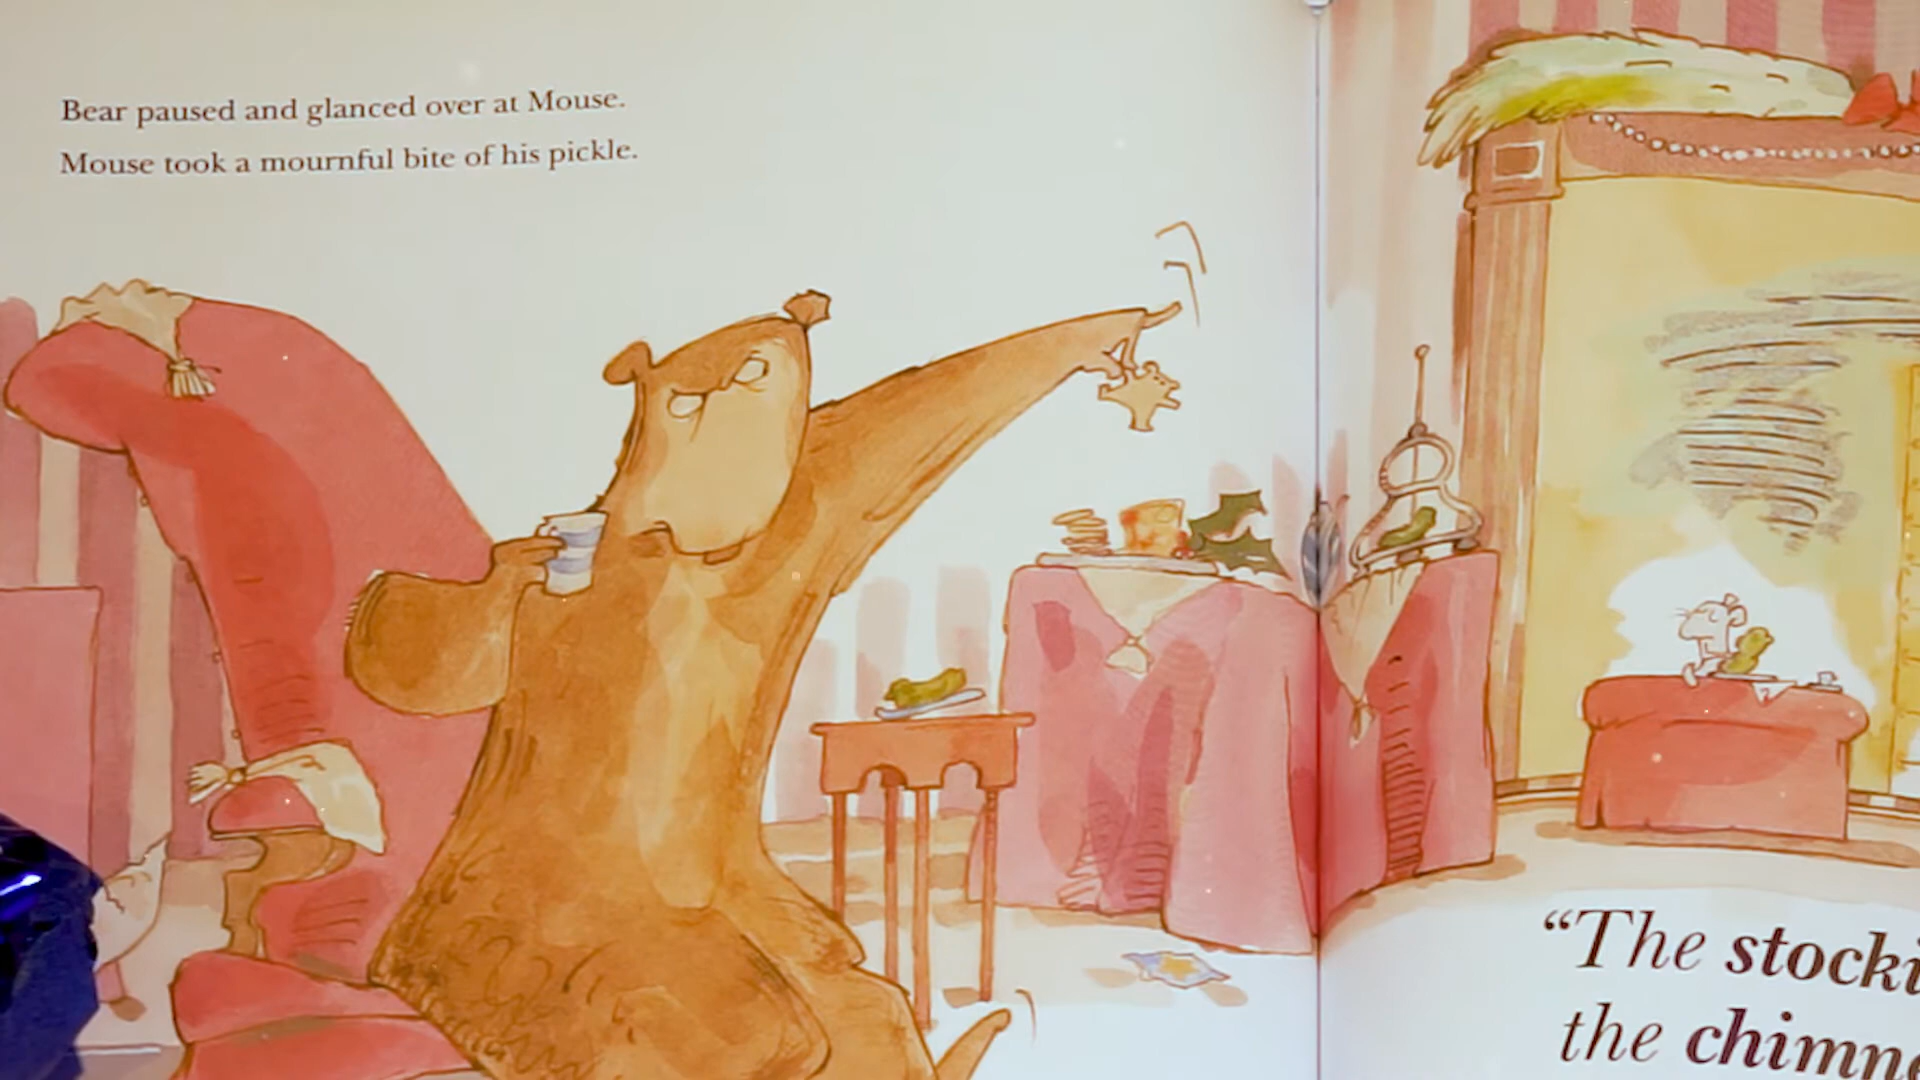 Bear paused and glanced over at Mouse.
Mouse took a mournful bite of his pickle.
“The stocki
the chimne